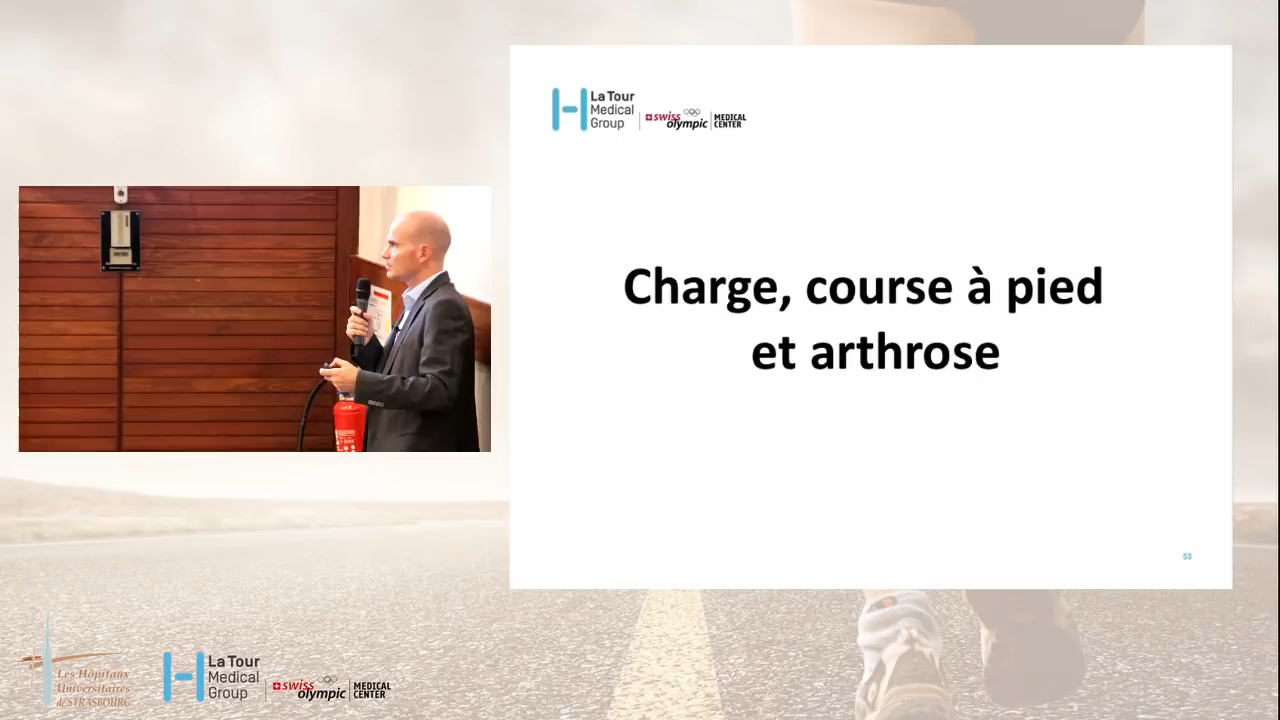 La Tour
Medical
Group
swiss
olympic
MEDICAL
CENTER
Charge, course à pied
et arthrose
53
Les Hôpitaux
Universitaires
de STRASBOURG
La Tour
Medical
Group
swiss
olympic
MEDICAL
CENTER